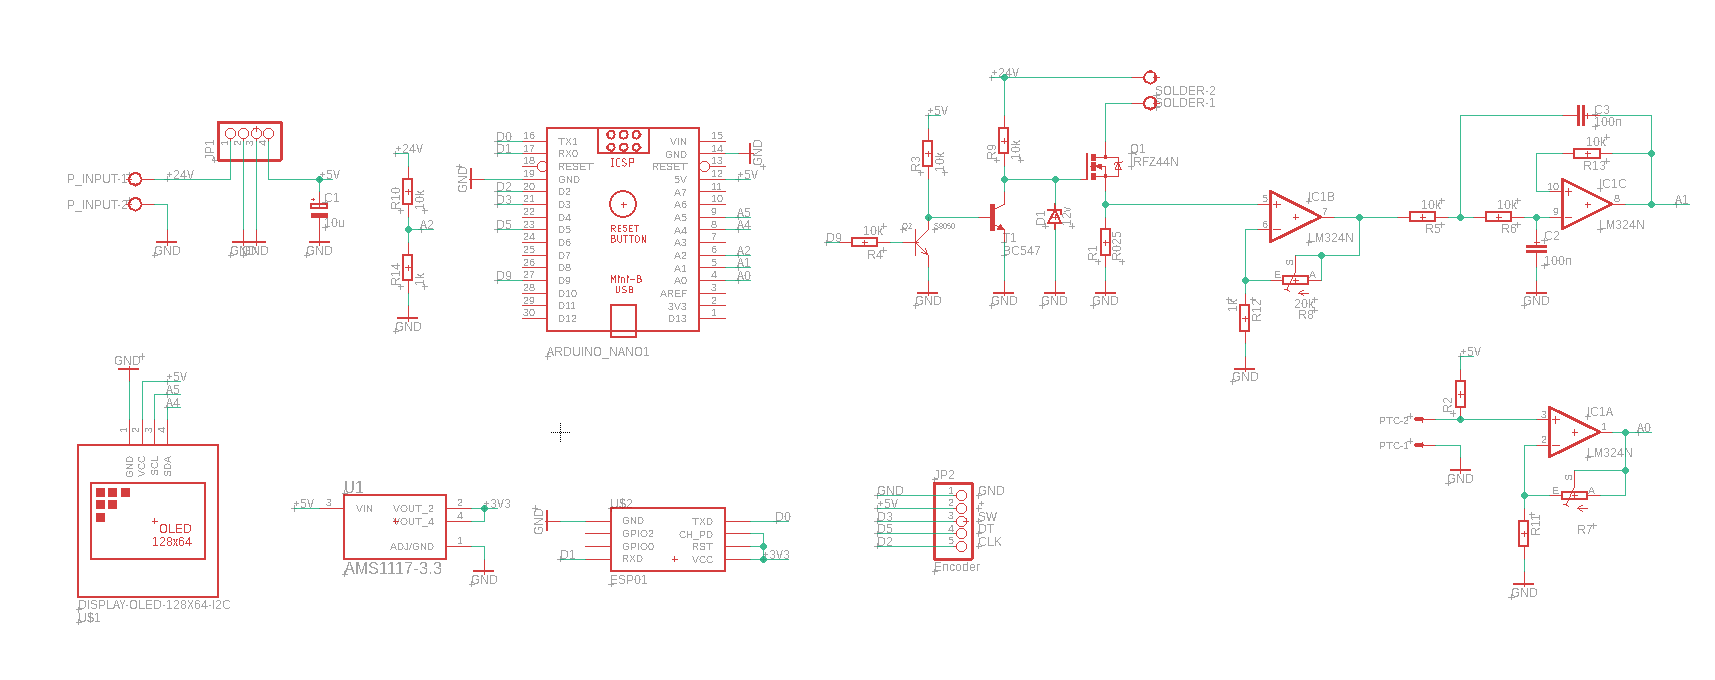 JP1
1
2
3
4
P_INPUT-1
+24V
P_INPUT-2
+5V
C1
10u
GND
GND
GND
GND
+24V
R10
10k
A2
R14
1k
GND
D0
16
TX1
D1
17
RX0
18
RESET
19
GND
GND
D2
20
D2
D3
21
D3
22
D4
D5
23
D5
24
D6
25
D7
26
D8
D9
27
D9
28
D10
29
D11
30
D12
ICSP
RESET
BUTTON
Mini-B
USB
VIN
15
GND
14
GND
RESET
13
5V
12
+5V
A7
11
A6
10
A5
9
A5
A4
8
A4
A3
7
A2
6
A2
A1
5
A1
A0
4
A0
AREF
3
3V3
2
D13
1
ARDUINO_NANO1
+24V
SOLDER-2
SOLDER-1
+5V
R3
10k
R9
10k
Q1
IRFZ44N
D9
10k
R4
Q2
S8050
T1
BC547
D1
12v
R1
R025
GND
GND
GND
GND
IC1B
5
6
7
LM324N
S
E
A
20k
R8
1k
R12
GND
10k
R5
10k
R6
C3
100n
10k
R13
IC1C
10
9
8
LM324N
A1
C2
100n
GND
GND
+5V
A5
A4
1
2
3
4
GND
VCC
SCL
SDA
OLED
128x64
DISPLAY-OLED-128X64-I2C
U$1
U1
+5V
3
VIN
VOUT_2
2
+3V3
VOUT_4
4
ADJ/GND
1
AMS1117-3.3
GND
U$2
GND
GND
GPIO2
GPIO0
D1
RXD
TXD
D0
CH_PD
RST
VCC
+3V3
ESP01
JP2
GND
1
GND
+5V
2
+
D3
3
SW
D5
4
DT
D2
5
CLK
Encoder
+5V
R2
PTC-2
PTC-1
GND
IC1A
3
2
1
A0
LM324N
S
E
A
R7
R11
GND